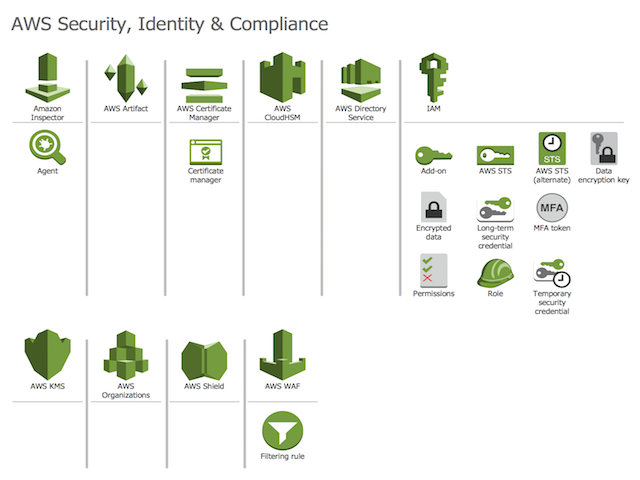 AWS Security, Identity & Compliance
Amazon
Inspector
AWS Artifact
AWS Certificate
Manager
AWS
CloudHSM
AWS Directory
Service
IAM
Agent
Certificate
manager
Add-on
AWS STS
STS
AWS STS
(alternate)
Data
encryption key
Encrypted
data
Long-term
security
credential
MFA
MFA token
Permissions
Role
Temporary
security
credential
AWS KMS
AWS
Organizations
AWS Shield
AWS WAF
Filtering rule